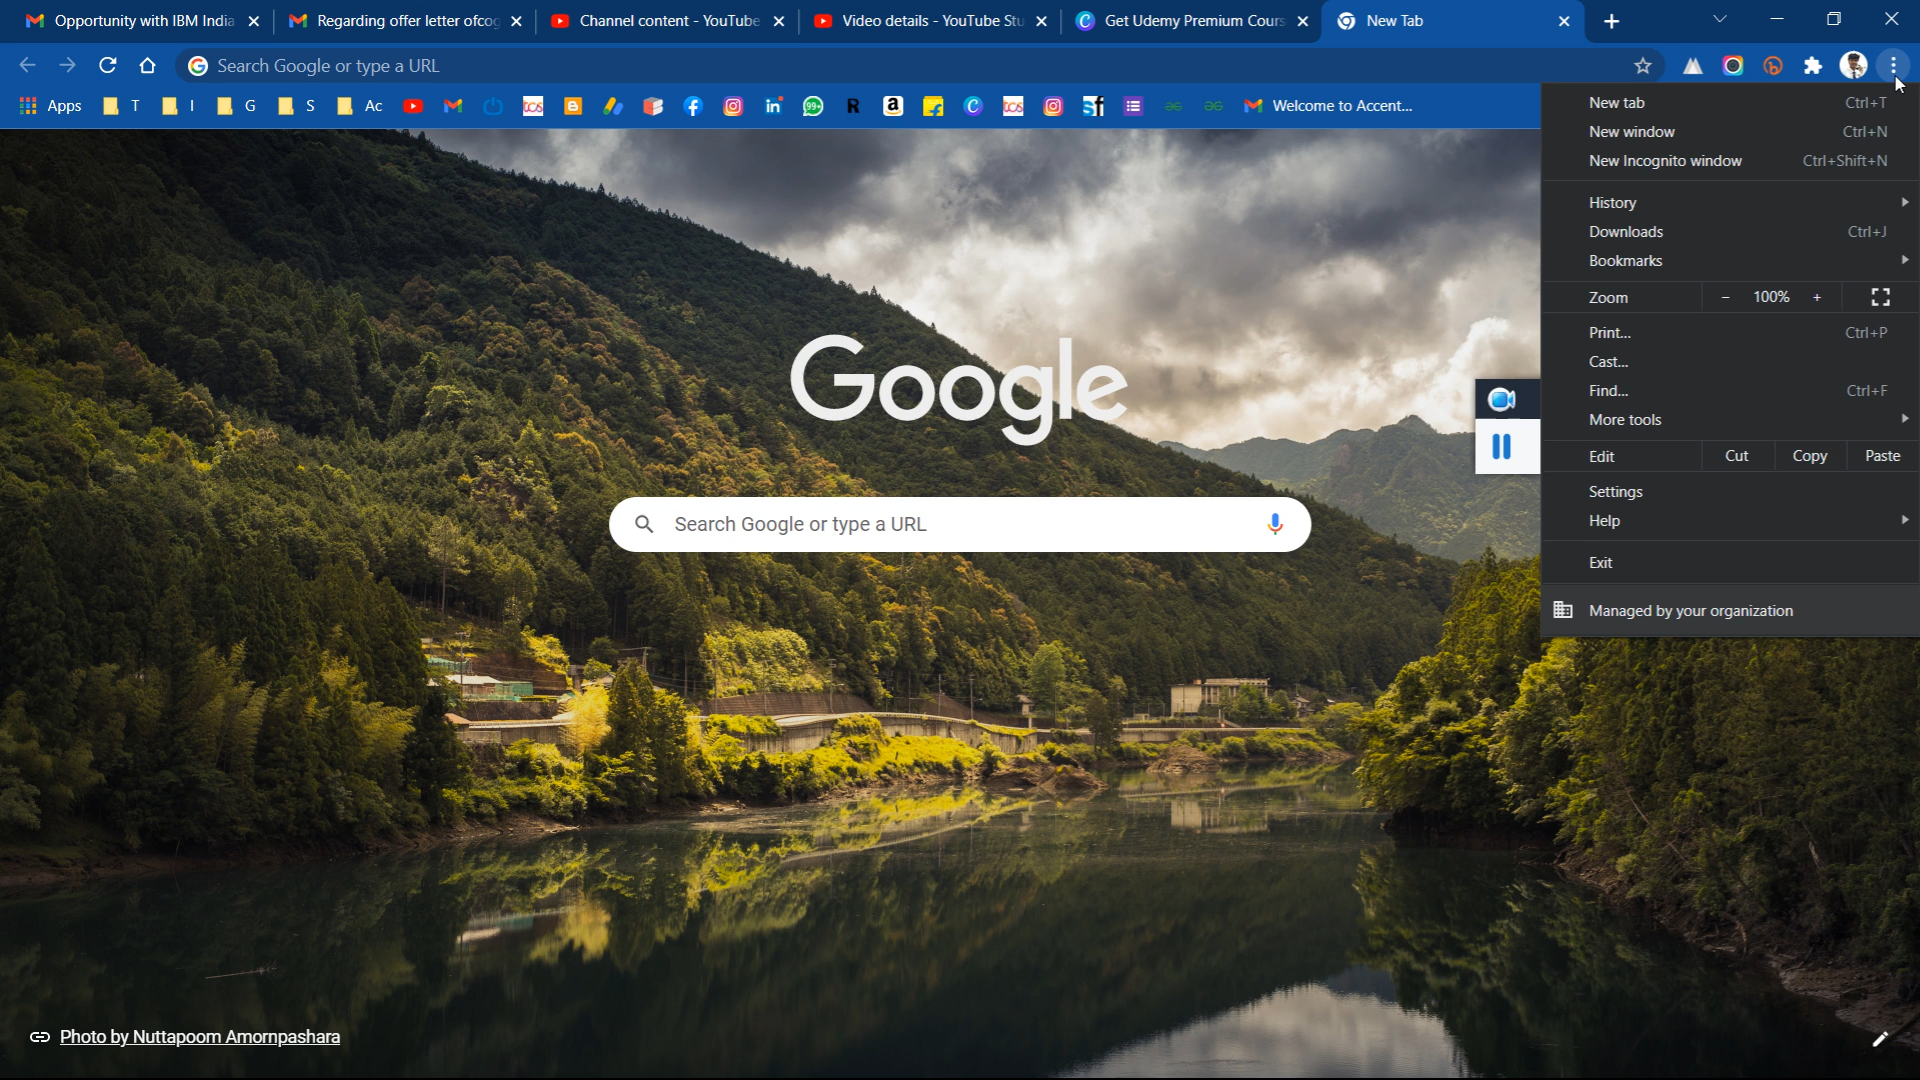 Opportunity with IBM India
Regarding offer letter ofcog
Channel content - YouTube
Video details - YouTube Stu
Get Udemy Premium Cours
New Tab
Search Google or type a URL
Apps
T
I
G
S
Ac
tcs
99+
R
a
tcs
Sf
Welcome to Accent...
New tab Ctrl+T
New window Ctrl+N
New Incognito window Ctrl+Shift+N
History
Downloads Ctrl+J
Bookmarks
Zoom - 100% +
Print... Ctrl+P
Cast...
Find... Ctrl+F
More tools
Edit Cut Copy Paste
Settings
Help
Exit
Managed by your organization
Google
Search Google or type a URL
Photo by Nuttapoom Amornpashara